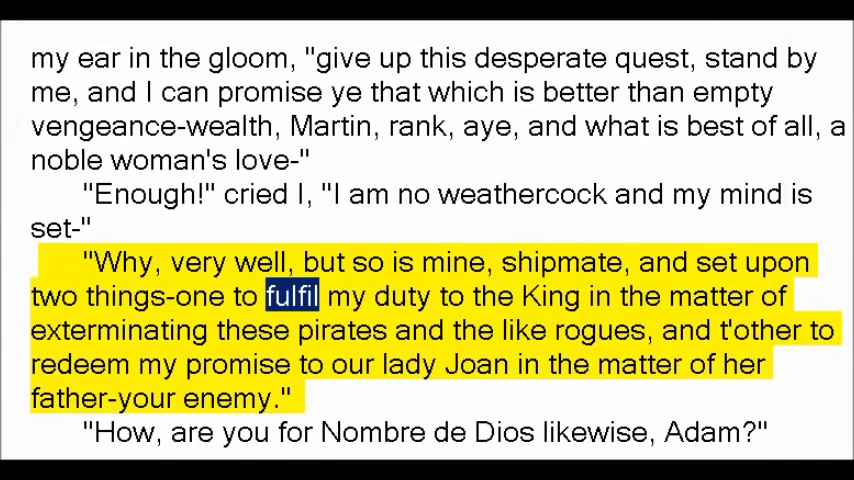 my ear in the gloom, "give up this desperate quest, stand by
me, and I can promise ye that which is better than empty
vengeance-wealth, Martin, rank, aye, and what is best of all, a
noble woman's love-"
"Enough!" cried I, "I am no weathercock and my mind is
set-"
"Why, very well, but so is mine, shipmate, and set upon
two things-one to fulfil my duty to the King in the matter of
exterminating these pirates and the like rogues, and t'other to
redeem my promise to our lady Joan in the matter of her
father-your enemy."
"How, are you for Nombre de Dios likewise, Adam?"